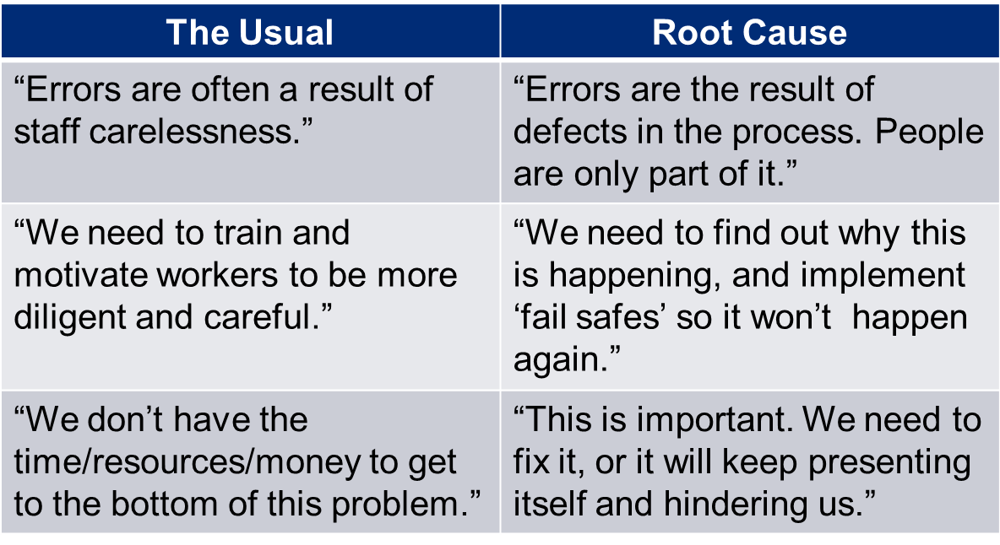 The Usual
Root Cause
“Errors are often a result of
staff carelessness.”
“Errors are the result of
defects in the process. People
are only part of it.”
“We need to train and
motivate workers to be more
diligent and careful.”
“We need to find out why this
is happening, and implement
‘fail safes’ so it won’t  happen
again.”
“We don’t have the
time/resources/money to get
to the bottom of this problem.”
“This is important. We need to
fix it, or it will keep presenting
itself and hindering us.”